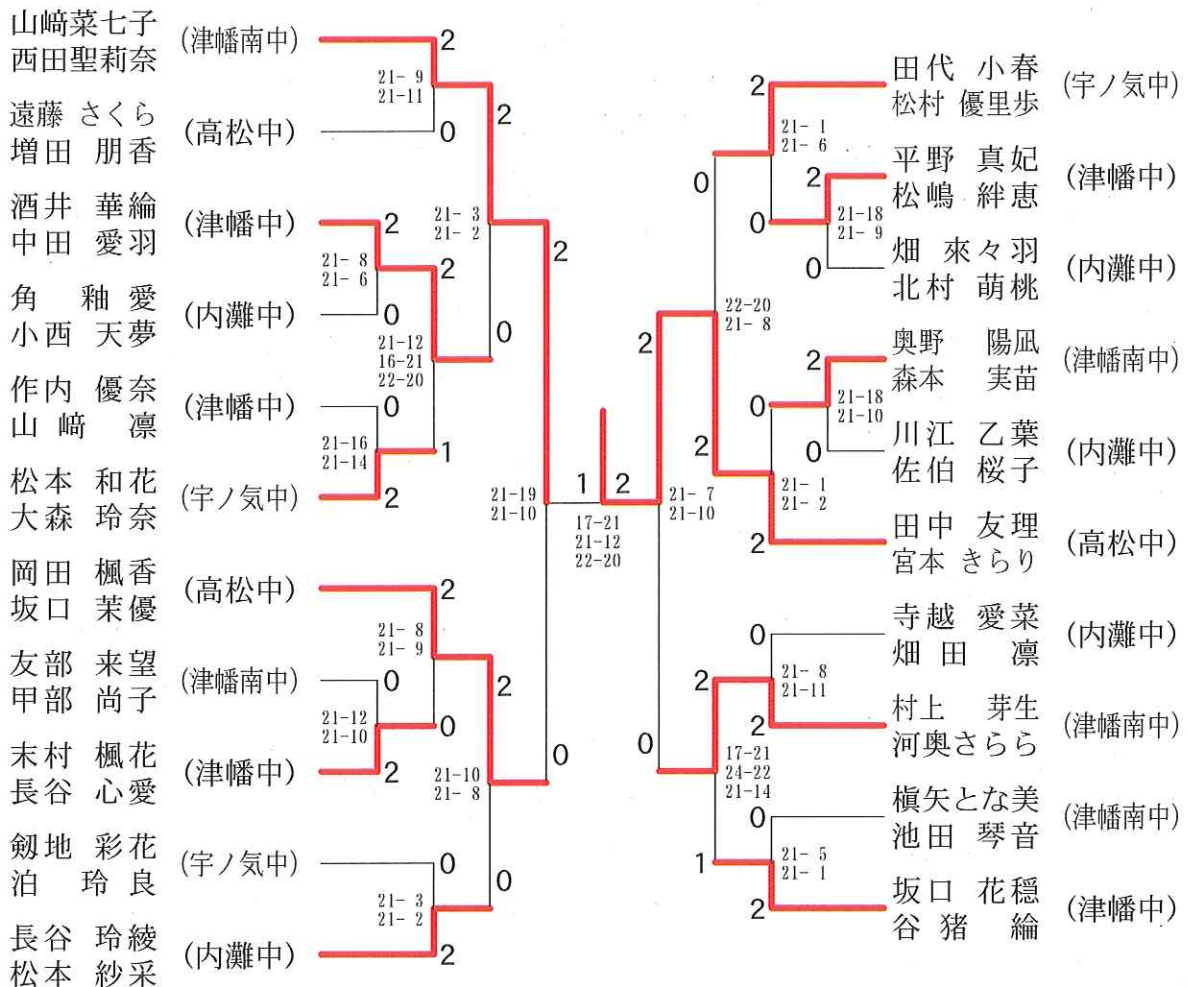 山﨑菜七子
西田聖莉奈
(津幡南中)
2
21- 9
21-11
遠藤 さくら
増田 朋香
(高松中)
0
2
酒井 華綸
中田 愛羽
(津幡中)
2
21- 3
21- 2
2
21- 8
21- 6
2
角 釉愛
小西 天夢
(内灘中)
0
21-12
16-21
22-20
0
作内 優奈
山﨑 凛
(津幡中)
0
21-16
21-14
1
松本 和花
大森 玲奈
(宇ノ気中)
2
21-19
21-10
岡田 楓香
坂口 茉優
(高松中)
2
21- 8
21- 9
友部 来望
甲部 尚子
(津幡南中)
0
2
21-12
21-10
0
末村 楓花
長谷 心愛
(津幡中)
2
21-10
21- 8
0
剱地 彩花
泊 玲良
(宇ノ気中)
0
0
21- 3
21- 2
長谷 玲綾
松本 紗采
(内灘中)
2
1 2
17-21
21-12
22-20
2
田代 小春
松村 優里歩
(宇ノ気中)
21- 1
21- 6
0
2
平野 真妃
松嶋 絆恵
(津幡中)
0
21-18
21- 9
0
畑 來々羽
北村 萌桃
(内灘中)
22-20
21- 8
2
2
奥野 陽凪
森本 実苗
(津幡南中)
0
21-18
21-10
2
0
川江 乙葉
佐伯 桜子
(内灘中)
21- 7
21-10
21- 1
21- 2
2
田中 友理
宮本 きらり
(高松中)
0
寺越 愛菜
畑田 凛
(内灘中)
2
21- 8
21-11
0
2
村上 芽生
河奥さらら
(津幡南中)
17-21
24-22
21-14
0
槇矢とな美
池田 琴音
(津幡南中)
1
21- 5
21- 1
2
坂口 花穏
谷猪 綸
(津幡中)